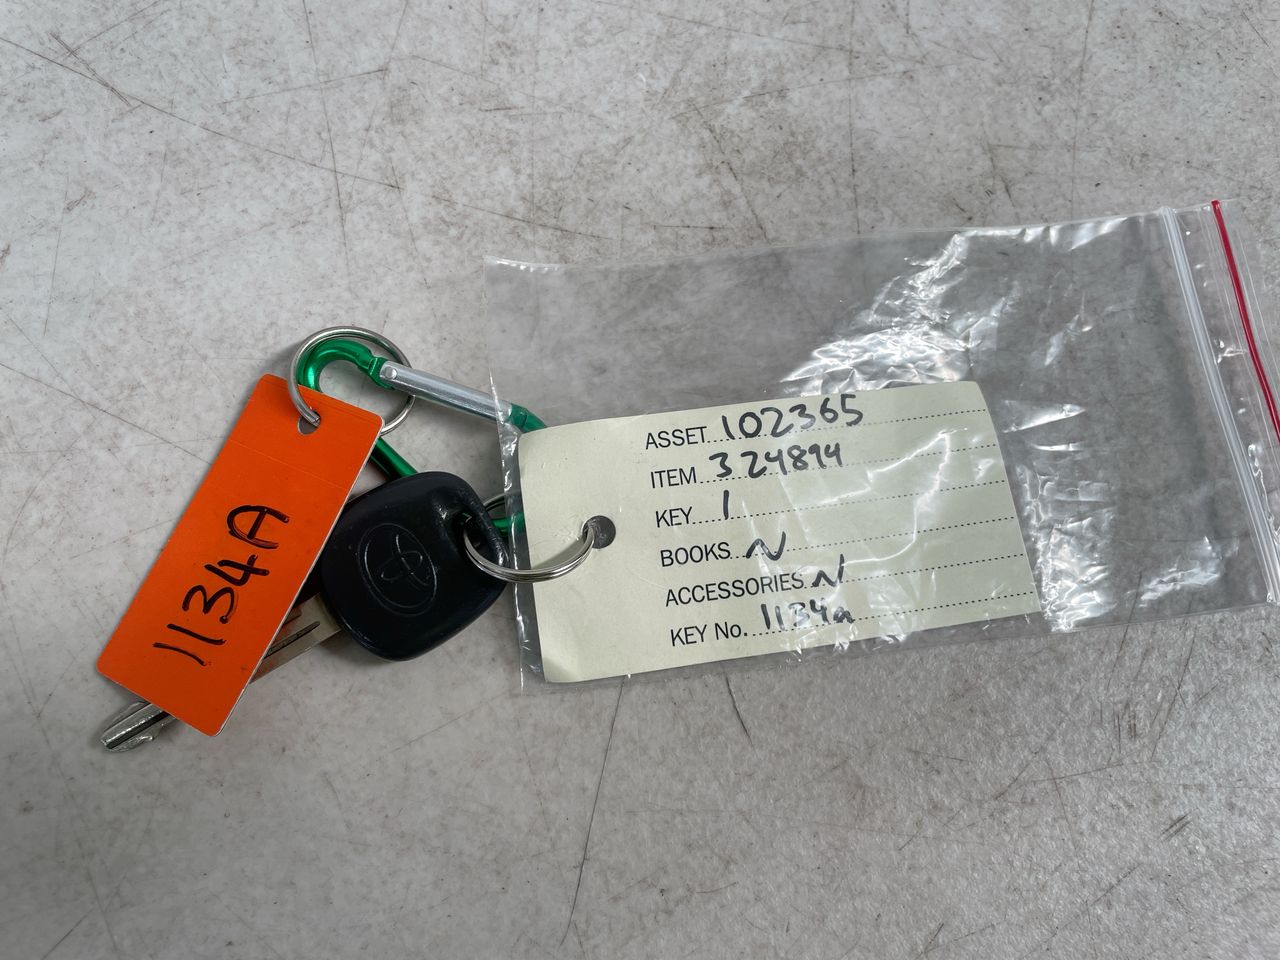 1134A
ASSET 102365
ITEM 324894
KEY 1
BOOKS N
ACCESSORIES N
KEY No. 1134a